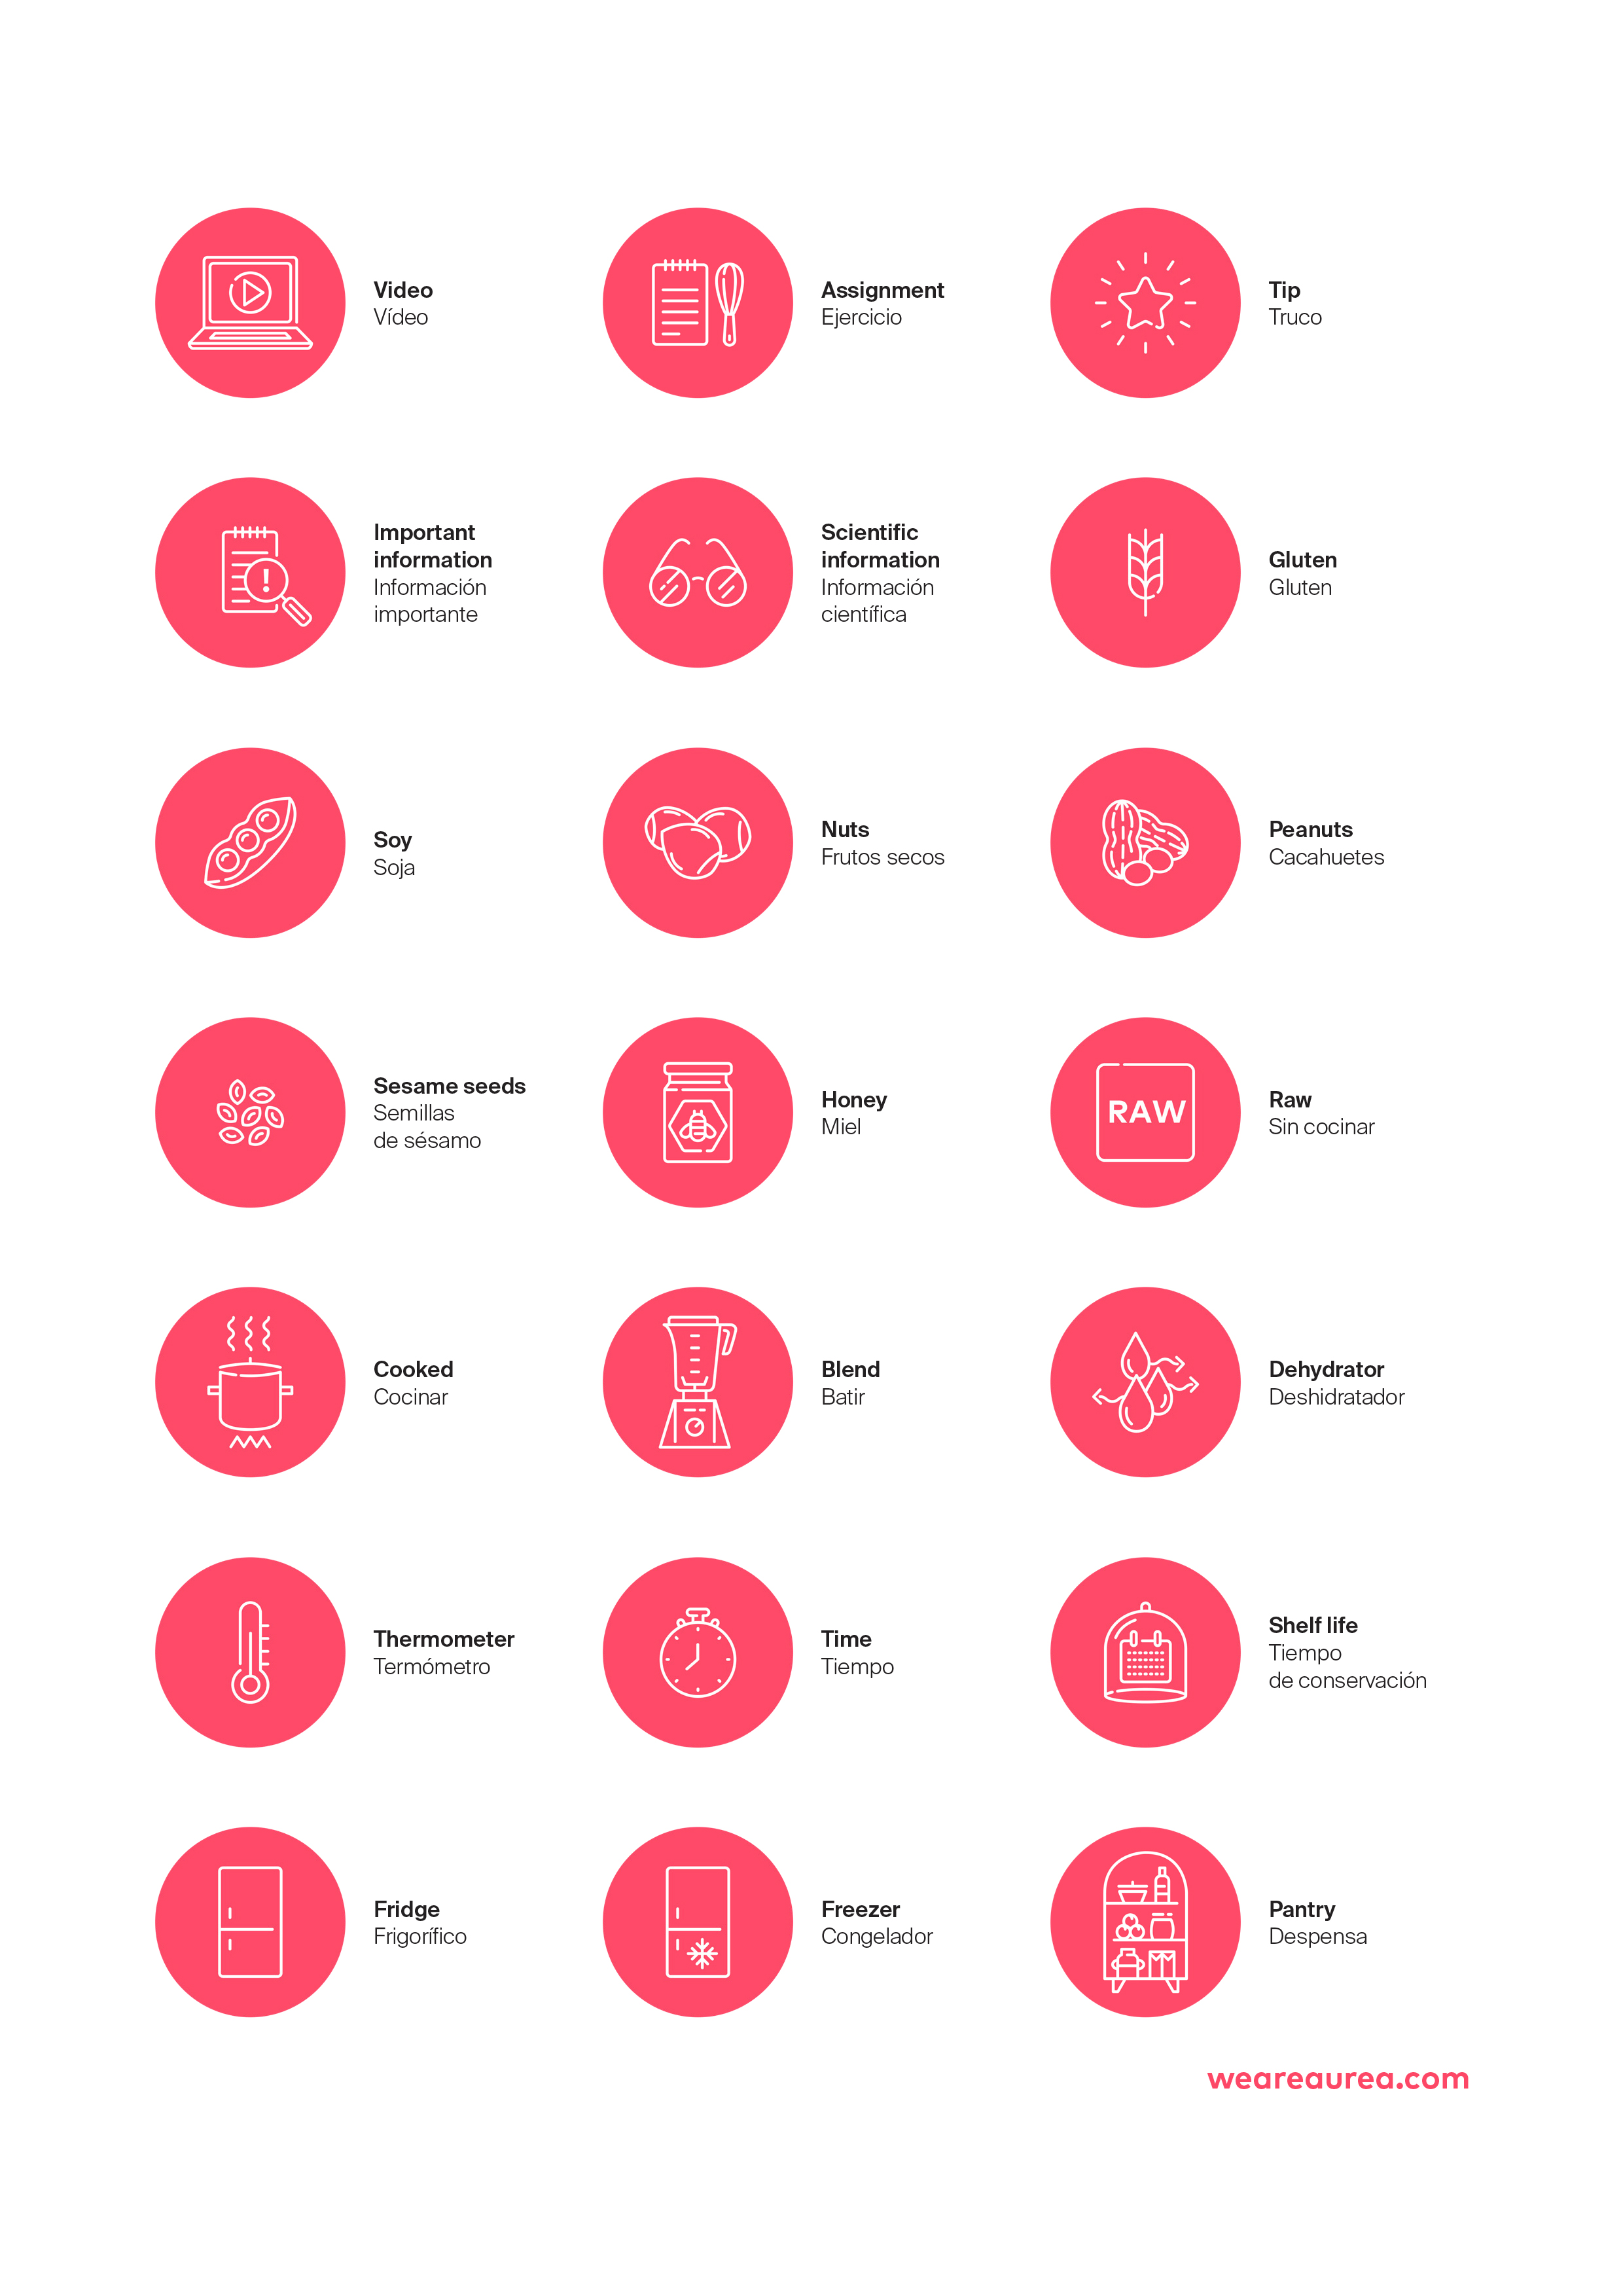 Video
Vídeo
Assignment
Ejercicio
Tip
Truco
Important
information
Información
importante
Scientific
information
Información
científica
Gluten
Gluten
Soy
Soja
Nuts
Frutos secos
Peanuts
Cacahuetes
Sesame seeds
Semillas
de sésamo
Honey
Miel
RAW
Raw
Sin cocinar
Cooked
Cocinar
Blend
Batir
Dehydrator
Deshidratador
Thermometer
Termómetro
Time
Tiempo
Shelf life
Tiempo
de conservación
Fridge
Frigorífico
Freezer
Congelador
Pantry
Despensa
weareaurea.com